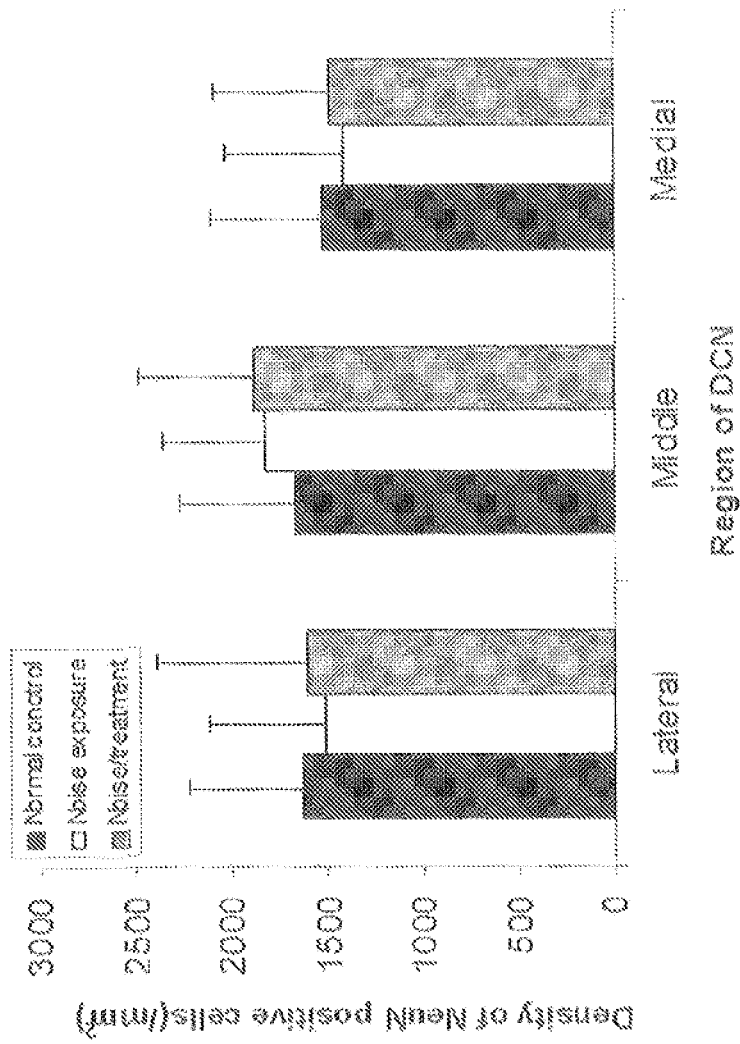 Normal control
Noise exposure
Noise/treatment
3000
2500
2000
1500
1000
500
0
Density of NeuN positive cells(/mm²)
Lateral
Middle
Medial
Region of DCN